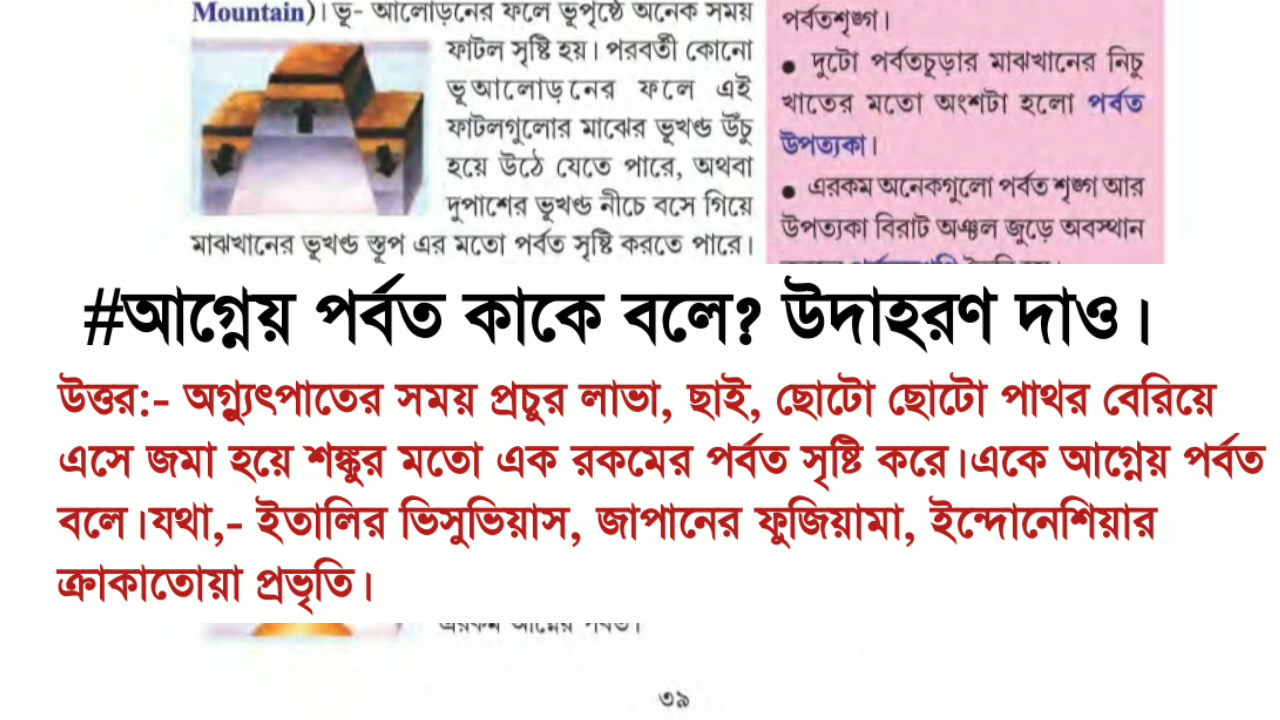 Mountain)। ভূ- আলোড়নের ফলে ভূপৃষ্ঠে অনেক সময়
ফাটল সৃষ্টি হয়। পরবর্তী কোনো
ভূআলোড়নের ফলে এই
ফাটলগুলোর মাঝের ভূখণ্ড উঁচু
হয়ে উঠে যেতে পারে, অথবা
দুপাশের ভূখণ্ড নীচে বসে গিয়ে
মাঝখানের ভূখণ্ড স্তূপ এর মতো পর্বত সৃষ্টি করতে পারে।
পর্বতশৃঙ্গ।
● দুটো পর্বতচূড়ার মাঝখানের নিচু
খাতের মতো অংশটা হলো পর্বত
উপত্যকা।
● এরকম অনেকগুলো পর্বত শৃঙ্গ আর
উপত্যকা বিরাট অঞ্চল জুড়ে অবস্থান
#আগ্নেয় পর্বত কাকে বলে? উদাহরণ দাও।
উত্তর:- অগ্ন্যুৎপাতের সময় প্রচুর লাভা, ছাই, ছোটো ছোটো পাথর বেরিয়ে
এসে জমা হয়ে শঙ্কুর মতো এক রকমের পর্বত সৃষ্টি করে।একে আগ্নেয় পর্বত
বলে।যথা,- ইতালির ভিসুভিয়াস, জাপানের ফুজিয়ামা, ইন্দোনেশিয়ার
ক্রাকাতোয়া প্রভৃতি।
৩৯